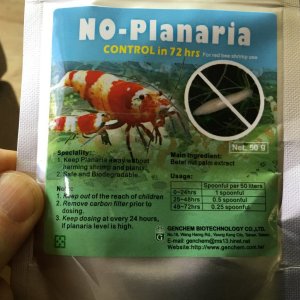 NO-Planaria
CONTROL in 72 hrs
For red bee shrimp use
Net. 50 g
Speciality:
1. Keep Planaria away without
harming shrimp and plants.
2. Safe and Biodegradable.
Note:
1. Keep out of the reach of children
2. Remove carbon filter prior to
dosing.
3. Keep dosing at every 24 hours,
if planaria level is high.
Main Ingredient:
Betel nut palm extract
Usage: Spoonful per 50 liters
0~24hrs 1 spoonful
25~48hrs 0.5 spoonful
48~72hrs 0.25 spoonful
GENCHEM BIOTECHNOLOGY CO.,LTD.
E-mail: genchem@ms13.hinet.net
Website: http://www.genchem.com.tw